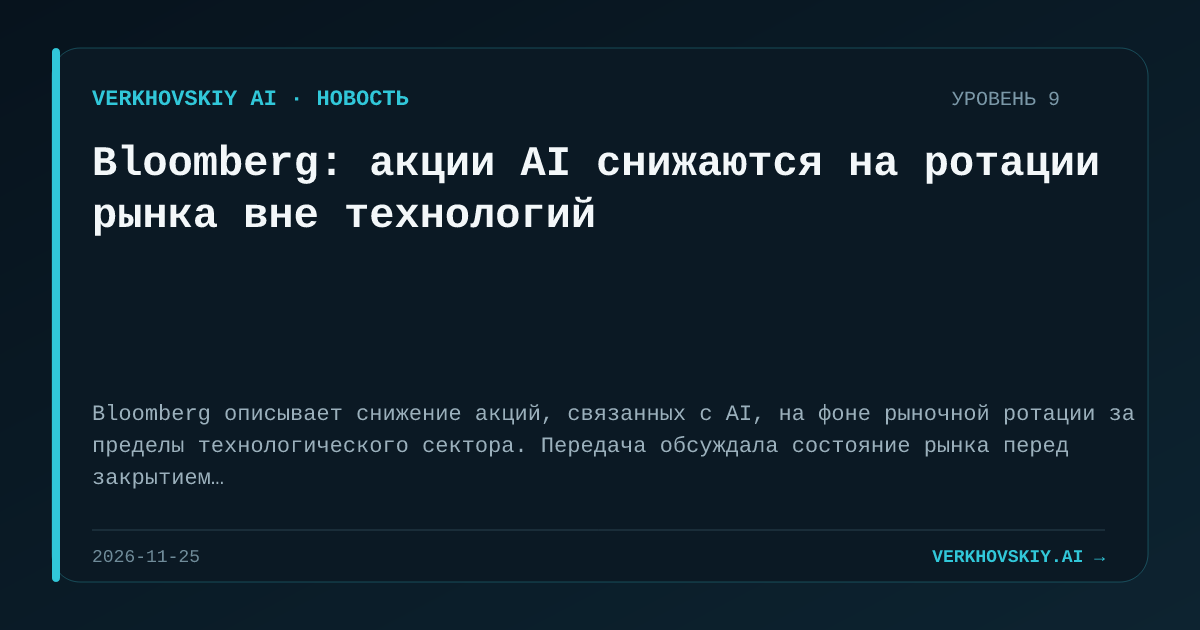 VERKHOVSKIY AI · НОВОСТЬ
УРОВЕНЬ 9
Bloomberg: акции AI снижаются на ротации
рынка вне технологий
Bloomberg описывает снижение акций, связанных с AI, на фоне рыночной ротации за
пределы технологического сектора. Передача обсуждала состояние рынка перед
закрытием…
2026-11-25
VERKHOVSKIY.AI →